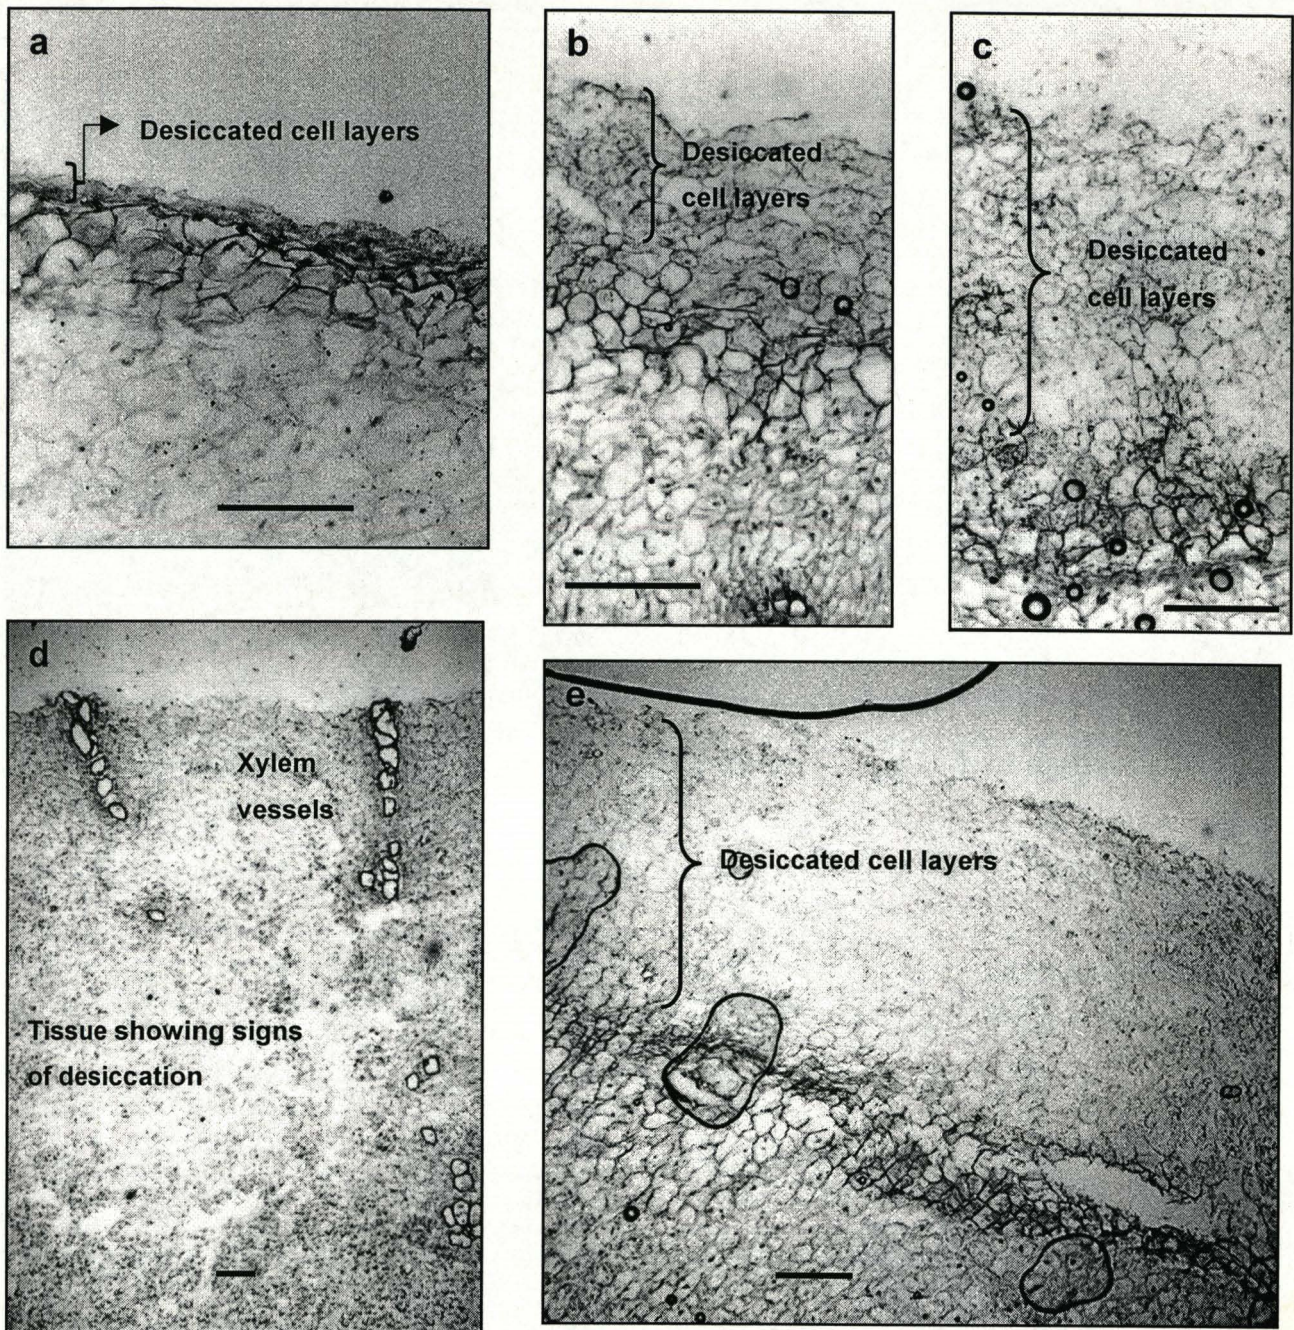 a
Desiccated cell layers
b
Desiccated
cell layers
c
Desiccated
cell layers
d
Xylem
vessels
Tissue showing signs
of desiccation
e
Desiccated cell layers